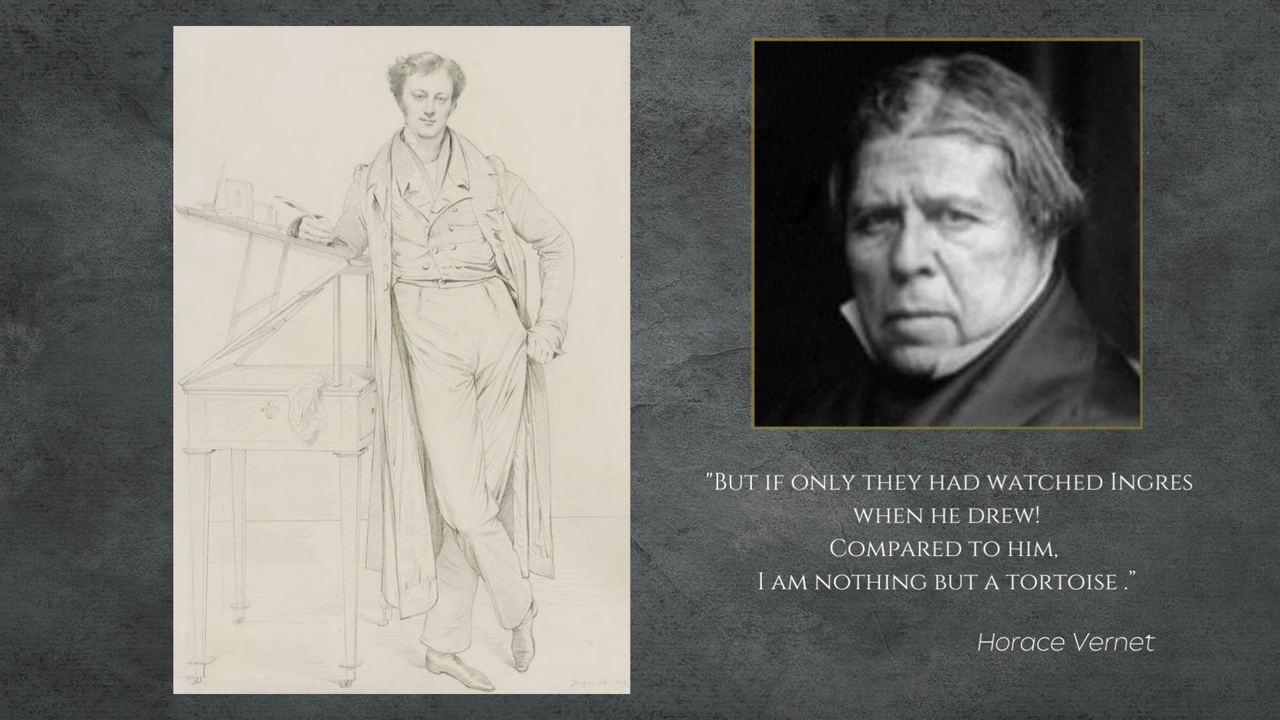 "But if only they had watched Ingres
when he drew!
Compared to him,
I am nothing but a tortoise ."
Horace Vernet